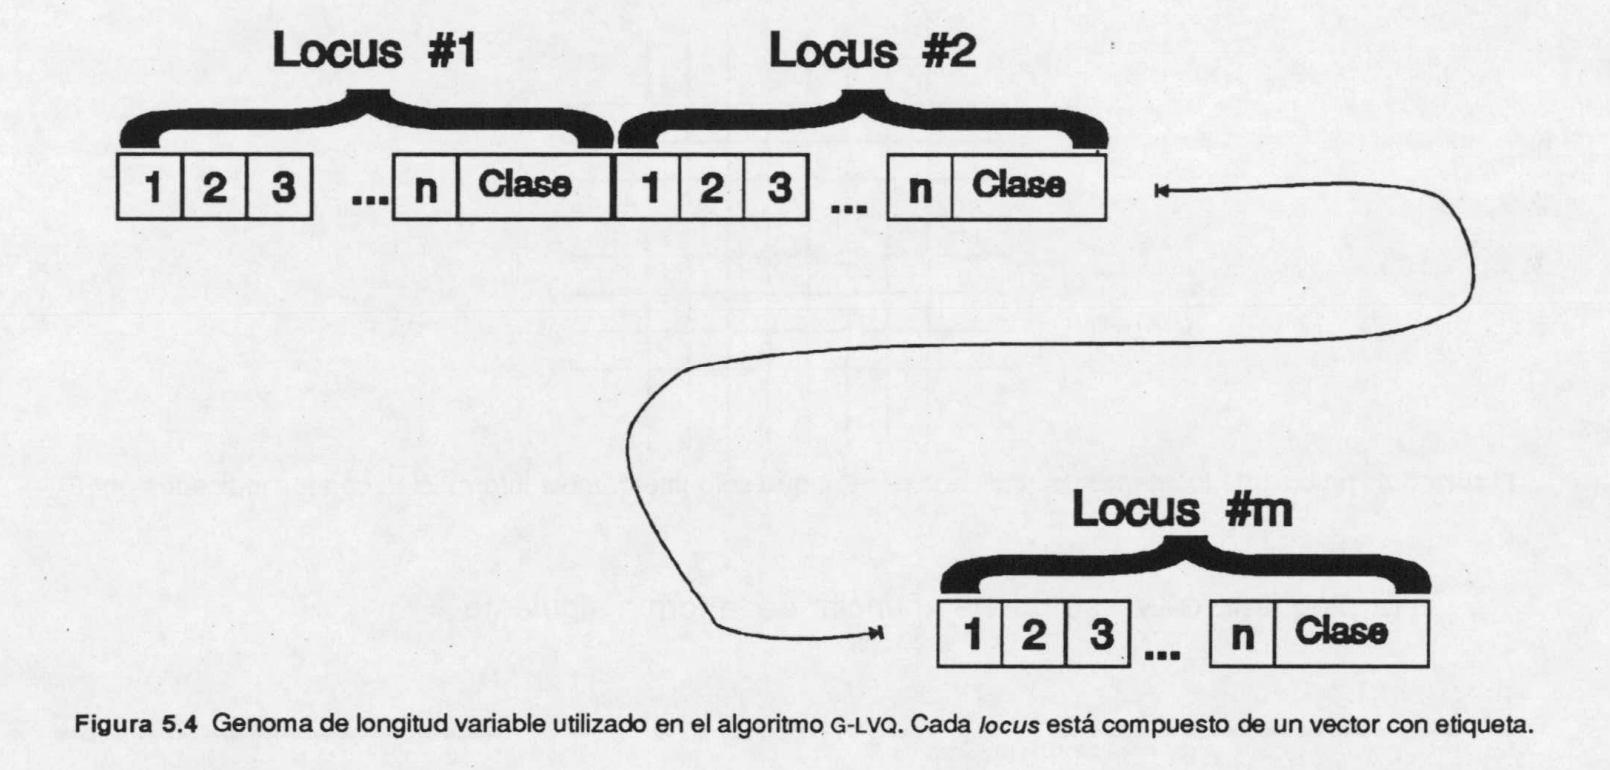 Locus #1 Locus #2
1 2 3 ... n Clase 1 2 3 ... n Clase
Locus #m
1 2 3 ... n Clase
Figura 5.4 Genoma de longitud variable utilizado en el algoritmo G-LVQ. Cada locus está compuesto de un vector con etiqueta.